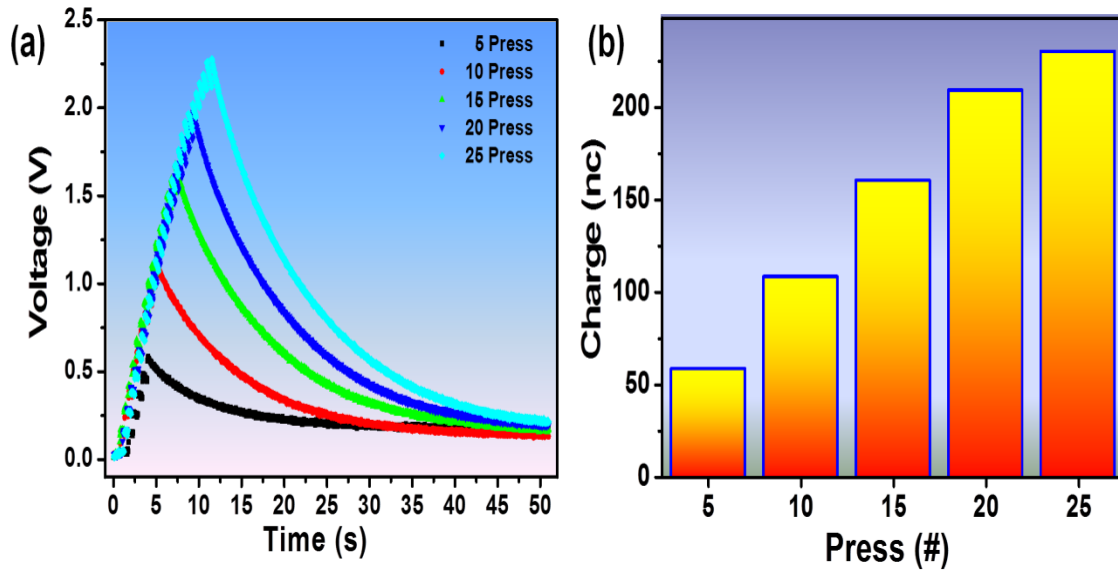 (a)
Voltage (V)
2.5
2.0
1.5
1.0
0.5
0.0
5 Press
10 Press
15 Press
20 Press
25 Press
0 5 10 15 20 25 30 35 40 45 50
Time (s)
(b)
Charge (nc)
200
150
100
50
0
5 10 15 20 25
Press (#)